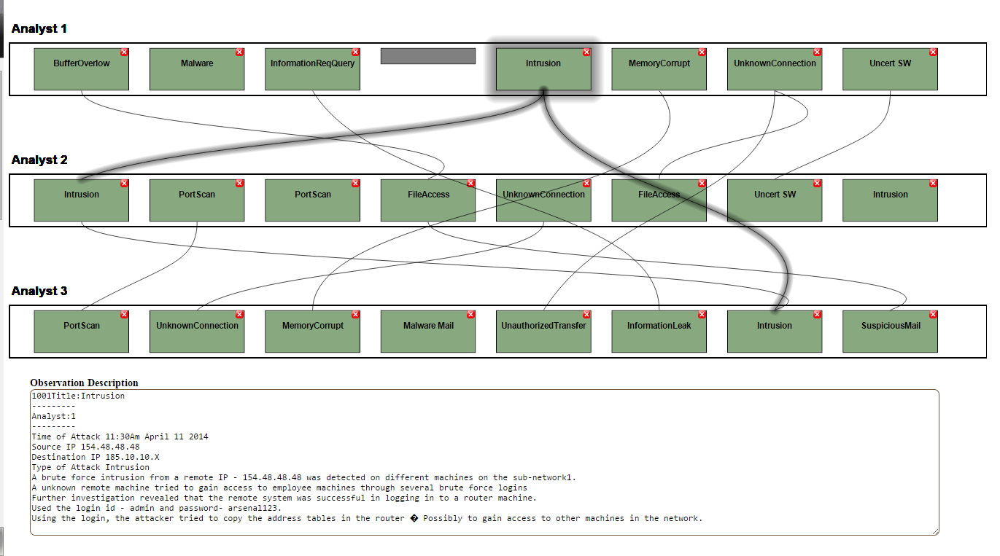 Analyst 1
BufferOverlow Malware InformationReqQuery Intrusion MemoryCorrupt UnknownConnection Uncert SW
Analyst 2
Intrusion PortScan PortScan FileAccess UnknownConnection FileAccess Uncert SW Intrusion
Analyst 3
PortScan UnknownConnection MemoryCorrupt Malware Mail UnauthorizedTransfer InformationLeak Intrusion SuspiciousMail
Observation Description
1001Title:Intrusion
---------
Analyst:1
---------
Time of Attack 11:30Am April 11 2014
Source IP 154.48.48.48
Destination IP 185.10.10.X
Type of Attack Intrusion
A brute force intrusion from a remote IP - 154.48.48.48 was detected on different machines on the sub-network1.
A unknown remote machine tried to gain access to employee machines through several brute force logins
Further investigation revealed that the remote system was successful in logging in to a router machine.
Used the login id - admin and password- arsenal123.
Using the login, the attacker tried to copy the address tables in the router � Possibly to gain access to other machines in the network.